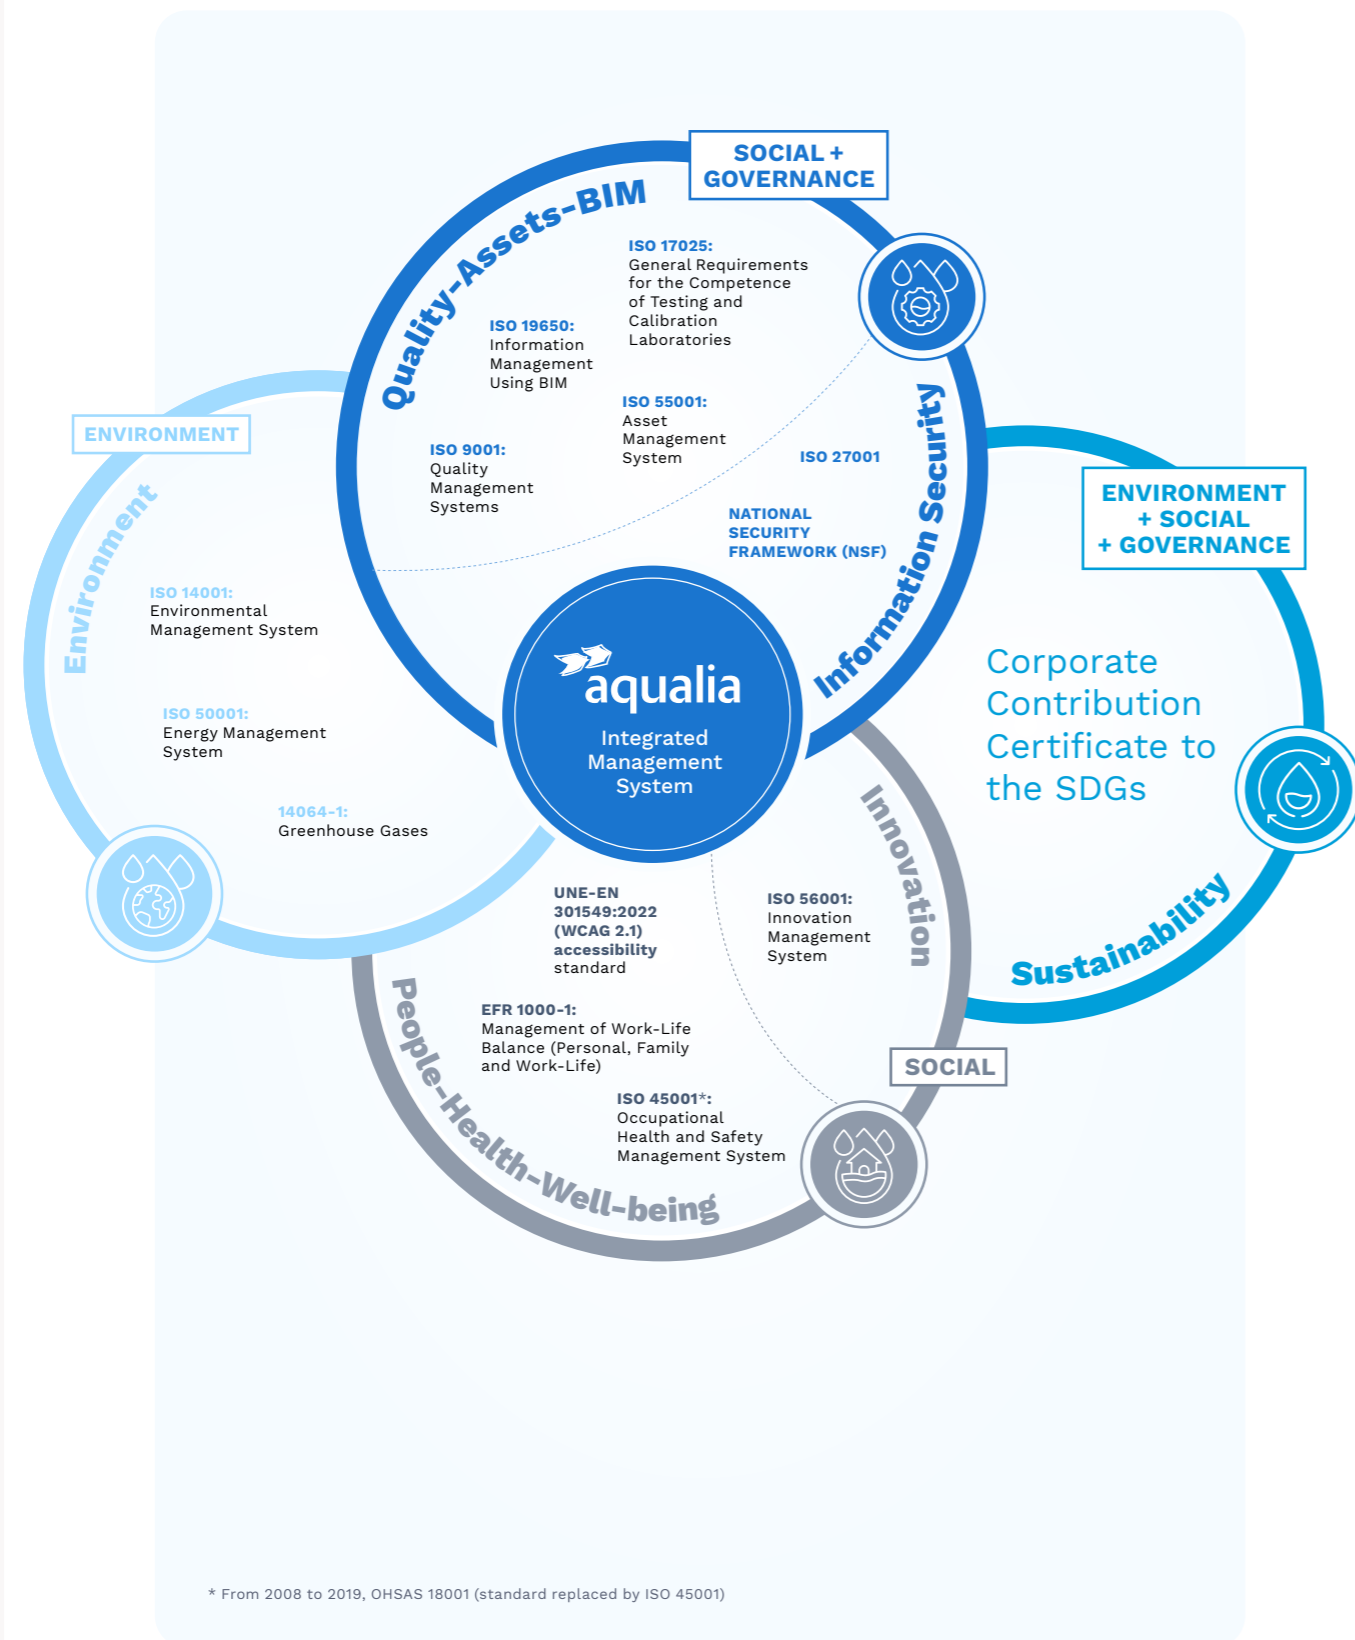 SOCIAL +
GOVERNANCE
Quality-Assets-BIM
ISO 17025:
General Requirements
for the Competence
of Testing and
Calibration
Laboratories
ISO 19650:
Information
Management
Using BIM
ISO 55001:
Asset
Management
System
ISO 9001:
Quality
Management
Systems
ISO 27001
NATIONAL
SECURITY
FRAMEWORK (NSF)
Information Security
ENVIRONMENT
Environment
ISO 14001:
Environmental
Management System
ISO 50001:
Energy Management
System
14064-1:
Greenhouse Gases
aqualia
Integrated
Management
System
ENVIRONMENT
+ SOCIAL
+ GOVERNANCE
Corporate
Contribution
Certificate to
the SDGs
Sustainability
Innovation
ISO 56001:
Innovation
Management
System
UNE-EN
301549:2022
(WCAG 2.1)
accessibility
standard
EFR 1000-1:
Management of Work-Life
Balance (Personal, Family
and Work-Life)
ISO 45001*:
Occupational
Health and Safety
Management System
People-Health-Well-being
SOCIAL
* From 2008 to 2019, OHSAS 18001 (standard replaced by ISO 45001)